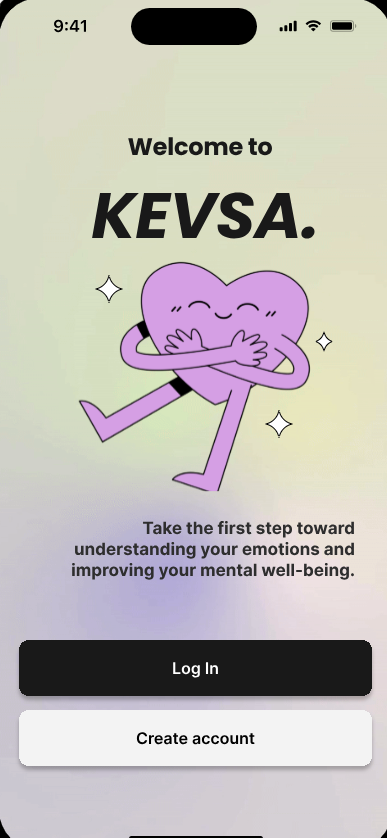 9:41
Welcome to
KEVSA.
Take the first step toward
understanding your emotions and
improving your mental well-being.
Log In
Create account